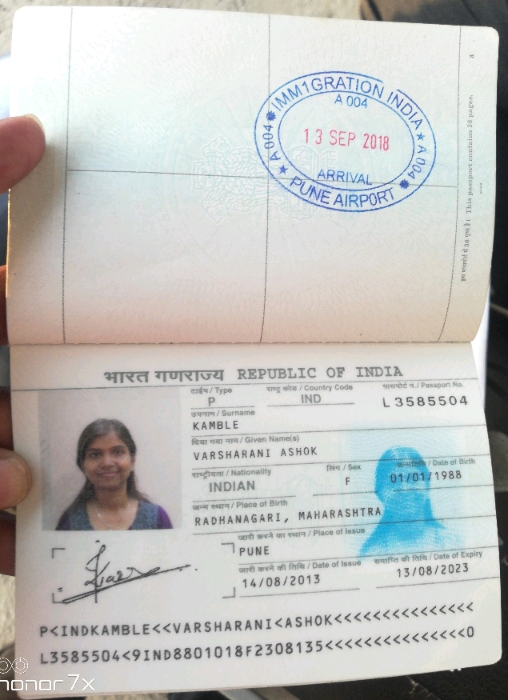 IMM1GRATION INDIA
A 004
A 004
A 004
13 SEP 2018
ARRIVAL
PUNE AIRPORT
This passport contains 36 pages.
भारत गणराज्य REPUBLIC OF INDIA
टाईप / Type
राष्ट्र कोड / Country Code
पासपोर्ट न. / Passport No.
P
IND
L3585504
उपनाम / Surname
KAMBLE
दिया गया नाम / Given Name(s)
VARSHARANI ASHOK
राष्ट्रीयता / Nationality
लिंग / Sex
जन्मतिथि / Date of Birth
INDIAN
F
01/01/1988
जन्म स्थान / Place of Birth
RADHANAGARI, MAHARASHTRA
जारी करने का स्थान / Place of Issue
PUNE
जारी करने की तिथि / Date of Issue
समाप्ति की तिथि / Date of Expiry
14/08/2013
13/08/2023
P<INDKAMBLE<<VARSHARANI<ASHOK<<<<<<<<<<<<<<<
L3585504<9IND8801018F2308135<<<<<<<<<<<<<<<0
honor 7x